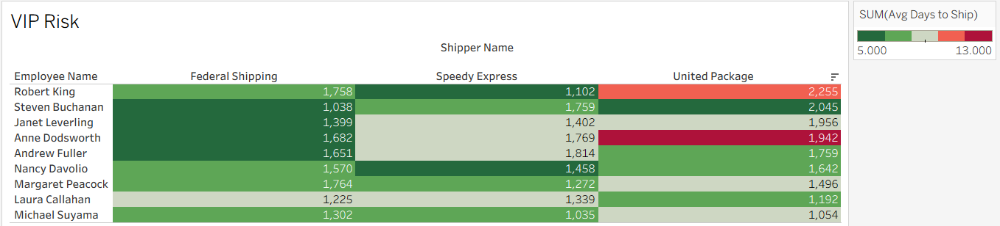 VIP Risk
SUM(Avg Days to Ship)
5.000 13.000
Shipper Name
Employee Name Federal Shipping Speedy Express United Package
Robert King 1,758 1,102 2,255
Steven Buchanan 1,038 1,759 2,045
Janet Leverling 1,399 1,402 1,956
Anne Dodsworth 1,682 1,769 1,942
Andrew Fuller 1,651 1,814 1,759
Nancy Davolio 1,570 1,458 1,642
Margaret Peacock 1,764 1,272 1,496
Laura Callahan 1,225 1,339 1,192
Michael Suyama 1,302 1,035 1,054